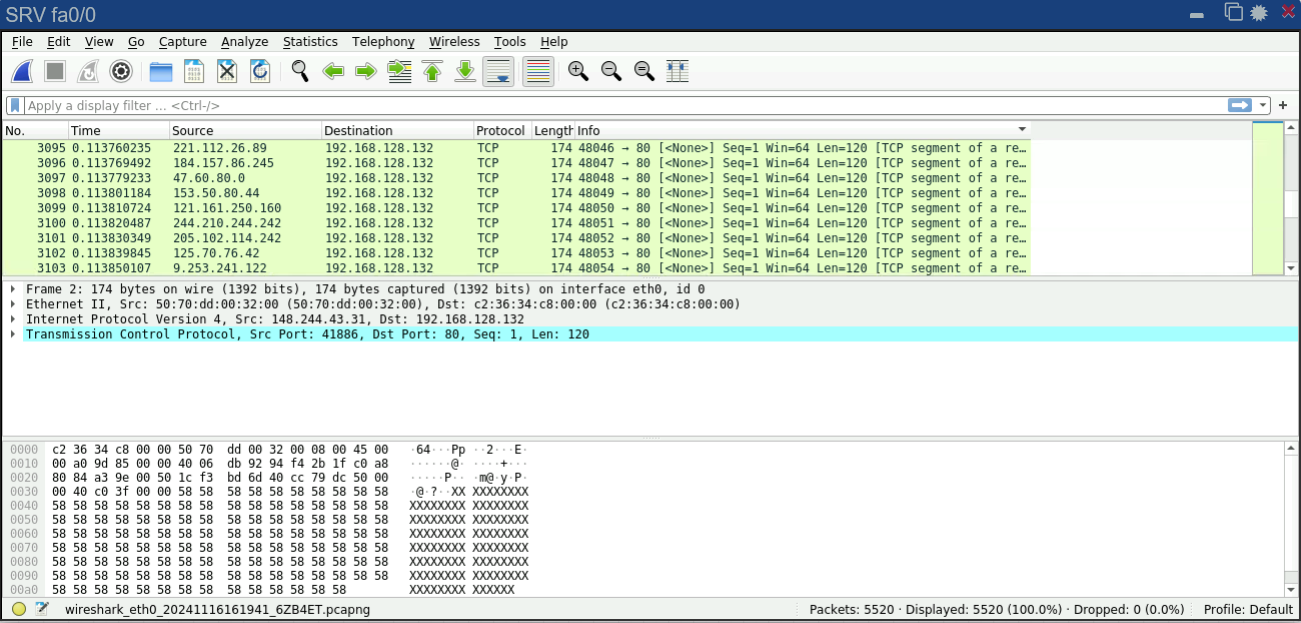 SRV fa0/0
File Edit View Go Capture Analyze Statistics Telephony Wireless Tools Help
Apply a display filter … <Ctrl-/>
+
No. Time Source Destination Protocol Length Info
3095 0.113760235 221.112.26.89 192.168.128.132 TCP 174 48046 → 80 [<None>] Seq=1 Win=64 Len=120 [TCP segment of a re…
3096 0.113769492 184.157.86.245 192.168.128.132 TCP 174 48047 → 80 [<None>] Seq=1 Win=64 Len=120 [TCP segment of a re…
3097 0.113779233 47.60.80.0 192.168.128.132 TCP 174 48048 → 80 [<None>] Seq=1 Win=64 Len=120 [TCP segment of a re…
3098 0.113801184 153.50.80.44 192.168.128.132 TCP 174 48049 → 80 [<None>] Seq=1 Win=64 Len=120 [TCP segment of a re…
3099 0.113810724 121.161.250.160 192.168.128.132 TCP 174 48050 → 80 [<None>] Seq=1 Win=64 Len=120 [TCP segment of a re…
3100 0.113820487 244.210.244.242 192.168.128.132 TCP 174 48051 → 80 [<None>] Seq=1 Win=64 Len=120 [TCP segment of a re…
3101 0.113830349 205.102.114.242 192.168.128.132 TCP 174 48052 → 80 [<None>] Seq=1 Win=64 Len=120 [TCP segment of a re…
3102 0.113839845 125.70.76.42 192.168.128.132 TCP 174 48053 → 80 [<None>] Seq=1 Win=64 Len=120 [TCP segment of a re…
3103 0.113850107 9.253.241.122 192.168.128.132 TCP 174 48054 → 80 [<None>] Seq=1 Win=64 Len=120 [TCP segment of a re…
Frame 2: 174 bytes on wire (1392 bits), 174 bytes captured (1392 bits) on interface eth0, id 0
Ethernet II, Src: 50:70:dd:00:32:00 (50:70:dd:00:32:00), Dst: c2:36:34:c8:00:00 (c2:36:34:c8:00:00)
Internet Protocol Version 4, Src: 148.244.43.31, Dst: 192.168.128.132
Transmission Control Protocol, Src Port: 41886, Dst Port: 80, Seq: 1, Len: 120
0000 c2 36 34 c8 00 00 50 70 dd 00 32 00 08 00 45 00 ·64···Pp ··2···E·
0010 00 a0 9d 85 00 00 40 06 db 92 94 f4 2b 1f c0 a8 ······@· ····+···
0020 80 84 a3 9e 00 50 1c f3 bd 6d 40 cc 79 dc 50 00 ·····P·· ·m@·y·P·
0030 00 40 c0 3f 00 00 58 58 58 58 58 58 58 58 58 58 ·@·?··XX XXXXXXXX
0040 58 58 58 58 58 58 58 58 58 58 58 58 58 58 58 58 XXXXXXXX XXXXXXXX
0050 58 58 58 58 58 58 58 58 58 58 58 58 58 58 58 58 XXXXXXXX XXXXXXXX
0060 58 58 58 58 58 58 58 58 58 58 58 58 58 58 58 58 XXXXXXXX XXXXXXXX
0070 58 58 58 58 58 58 58 58 58 58 58 58 58 58 58 58 XXXXXXXX XXXXXXXX
0080 58 58 58 58 58 58 58 58 58 58 58 58 58 58 58 58 XXXXXXXX XXXXXXXX
0090 58 58 58 58 58 58 58 58 58 58 58 58 58 58 58 58 XXXXXXXX XXXXXXXX
00a0 58 58 58 58 58 58 58 58 58 58 58 58 58 58 XXXXXXXX XXXXXX
wireshark_eth0_20241116161941_6ZB4ET.pcapng Packets: 5520 · Displayed: 5520 (100.0%) · Dropped: 0 (0.0%) Profile: Default